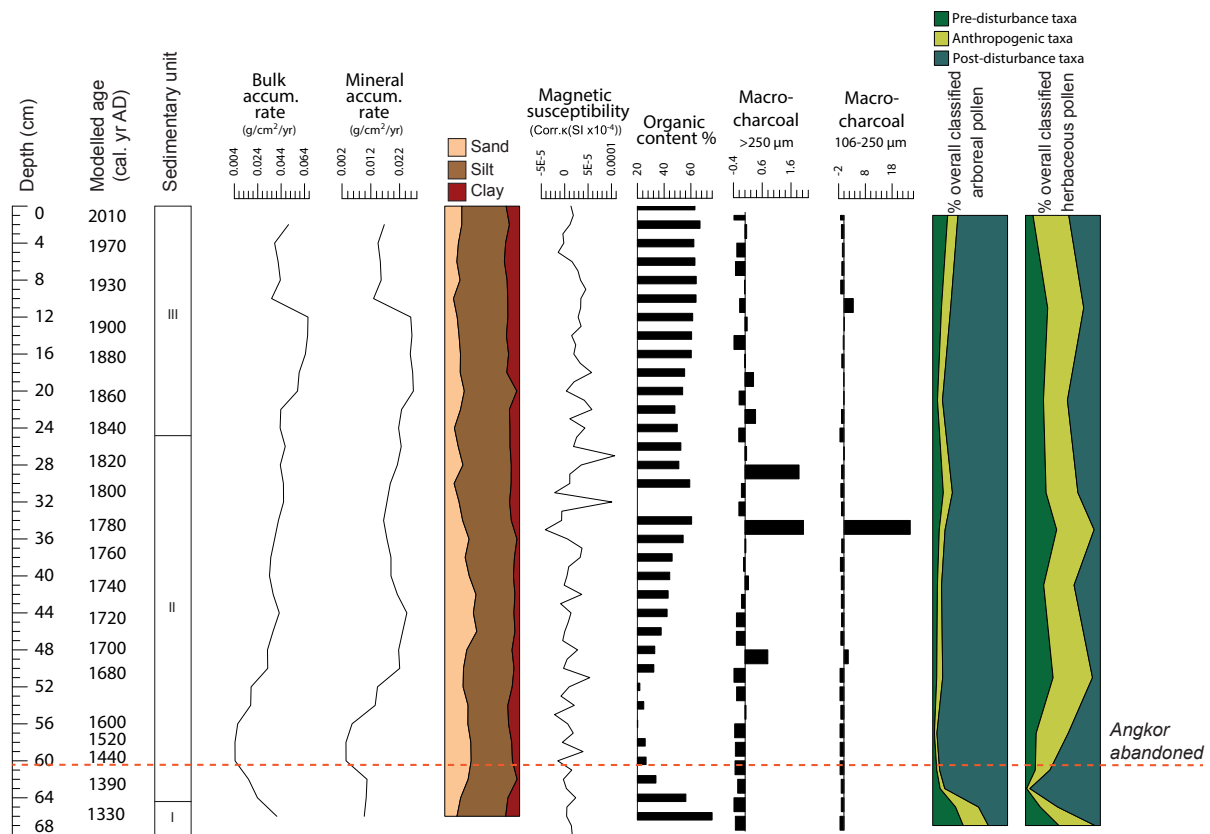 Pre-disturbance taxa
Anthropogenic taxa
Post-disturbance taxa
Depth (cm)
Modelled age
(cal. yr AD)
Sedimentary unit
Bulk
accum.
rate
(g/cm²/yr)
0.0004
0.0024
0.0044
Mineral
accum.
rate
(g/cm²/yr)
0.002
0.012
0.022
Sand
Silt
Clay
Magnetic
susceptibility
(Corr.κ(SI x10⁻⁴))
-5E-5
0
5E-5
0.0001
Organic
content %
20
40
60
Macro-
charcoal
>250 µm
-0.4
0.6
1.6
Macro-
charcoal
106-250 µm
-2
8
18
% overall classified
arboreal pollen
% overall classified
herbaceous pollen
0
4
8
12
16
20
24
28
32
36
40
44
48
52
56
60
64
68
2010
1970
1930
1900
1880
1860
1840
1820
1800
1780
1760
1740
1720
1700
1680
1600
1520
1440
1390
1330
III
II
I
Angkor
abandoned